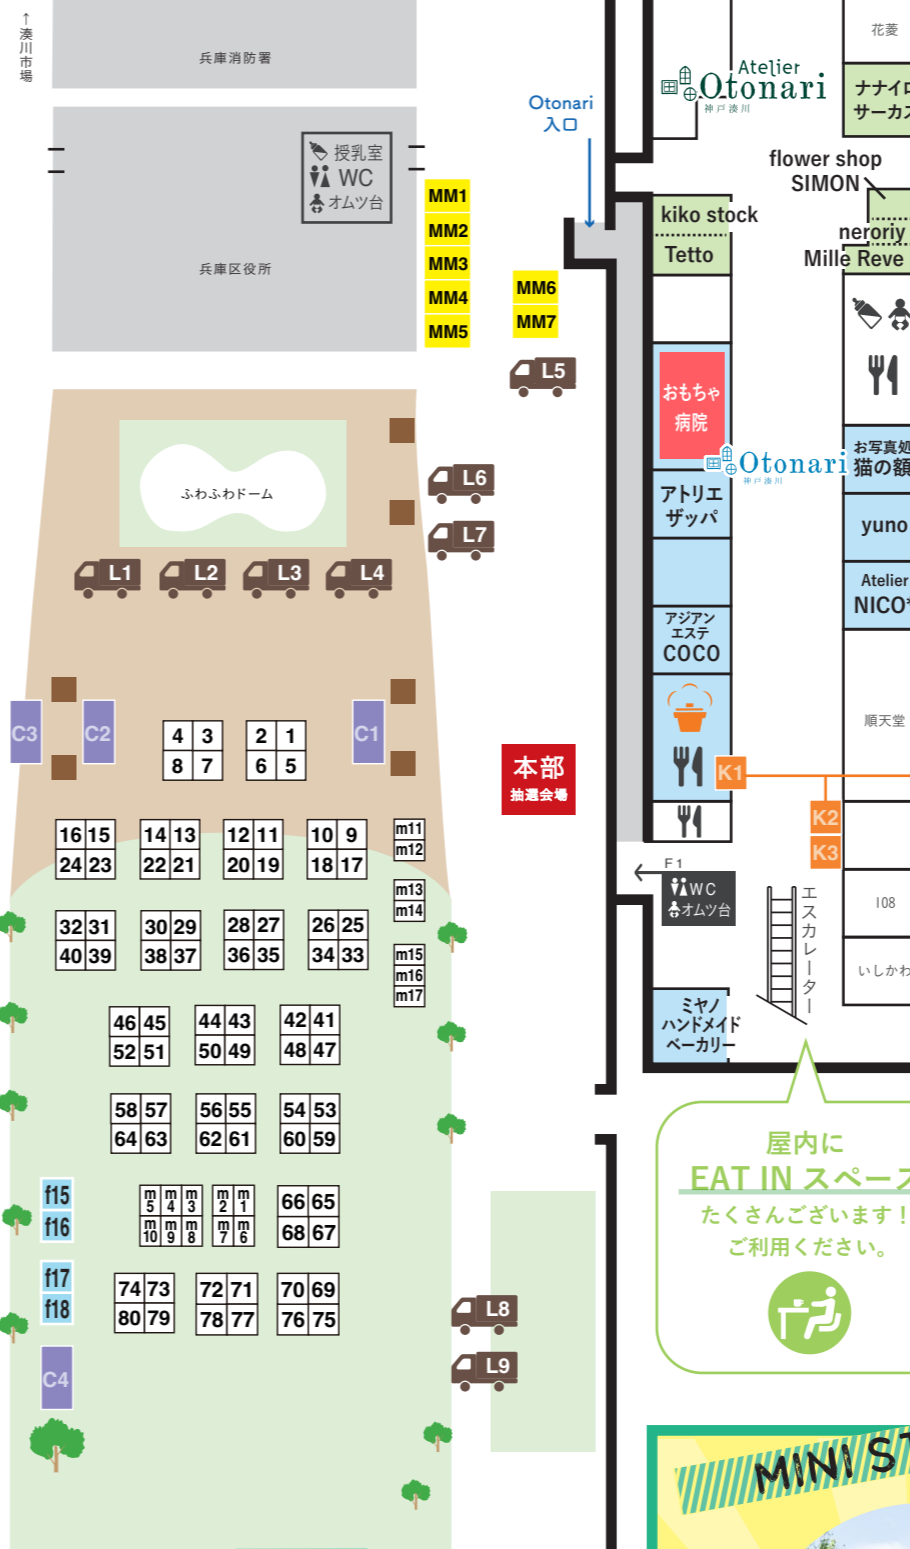 ↑湊川市場
兵庫消防署
授乳室
WC
オムツ台
兵庫区役所
MM1
MM2
MM3
MM4
MM5
MM6
MM7
Otonari
入口
Atelier
Otonari
神戸湊川
花菱
ナナイロ
サーカス
flower shop
SIMON
neroriy
Mille Reve
kiko stock
Tetto
おもちゃ
病院
Otonari
神戸湊川
お写真処
猫の額
アトリエ
ザッパ
yuno
Atelier
NICO*
アジアン
エステ
COCO
順天堂
L5
L6
L7
ふわふわドーム
L1 L2 L3 L4
C3 C2 C1
4 3 2 1
8 7 6 5
本部
抽選会場
K1
K2
K3
16 15 14 13 12 11 10 9
24 23 22 21 20 19 18 17
m11
m12
m13
m14
32 31 30 29 28 27 26 25
40 39 38 37 36 35 34 33
m15
m16
m17
F1
WC
オムツ台
エスカレーター
108
いしかわ
46 45 44 43 42 41
52 51 50 49 48 47
ミヤノ
ハンドメイド
ベーカリー
58 57 56 55 54 53
64 63 62 61 60 59
屋内に
EAT IN スペース
たくさんございます！
ご利用ください。
f15
f16
f17
f18
m5 m4 m3 m2 m1 66 65
m10 m9 m8 m7 m6 68 67
74 73 72 71 70 69
80 79 78 77 76 75
L8
L9
C4
MINI ST